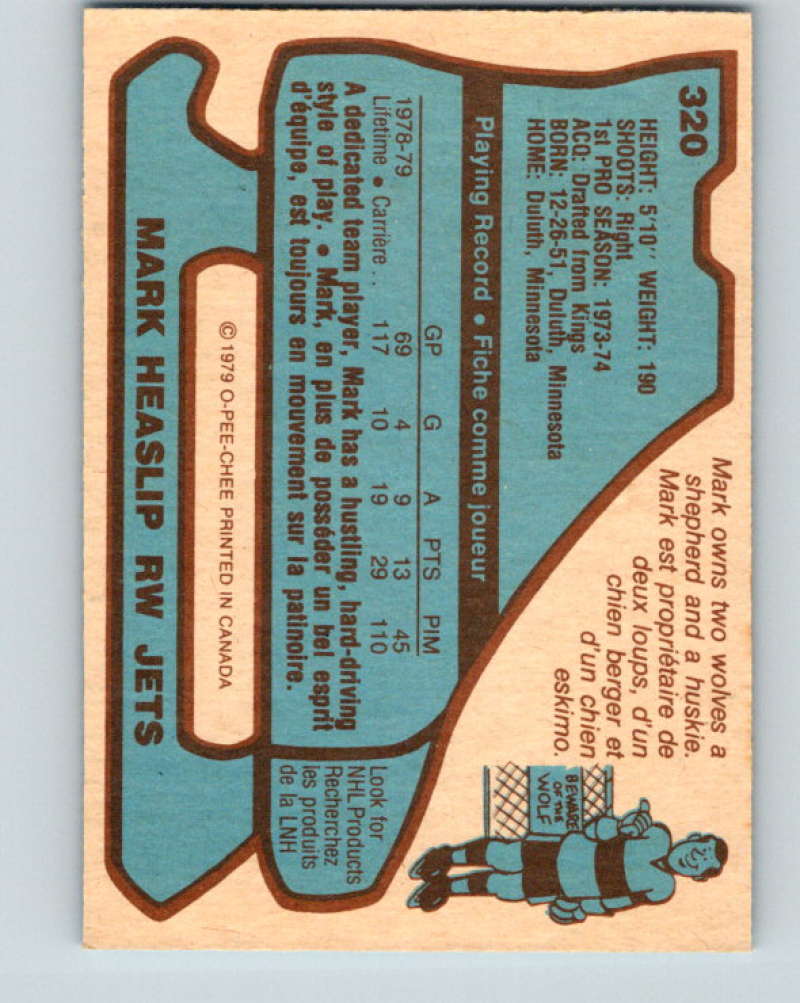 320
HEIGHT: 5'10" WEIGHT: 190
SHOOTS: Right
1st PRO SEASON: 1973-74
ACQ: Drafted from Kings
BORN: 12-26-51, Duluth, Minnesota
HOME: Duluth, Minnesota
Mark owns two wolves a
shepherd and a huskie.
Mark est propriétaire de
deux loups, d'un
chien berger et
d'un chien
eskimo.
BEWARE
OF THE
WOLF
Playing Record • Fiche comme joueur
GP G A PTS PIM
1978-79 69 4 9 13 45
Lifetime • Carrière .. 117 10 19 29 110
A dedicated team player, Mark has a hustling, hard-driving
style of play. • Mark, en plus de posséder un bel esprit
d'équipe, est toujours en mouvement sur la patinoire.
Look for
NHL Products
Recherchez
les produits
de la LNH
© 1979 O-PEE-CHEE PRINTED IN CANADA
MARK HEASLIP RW JETS